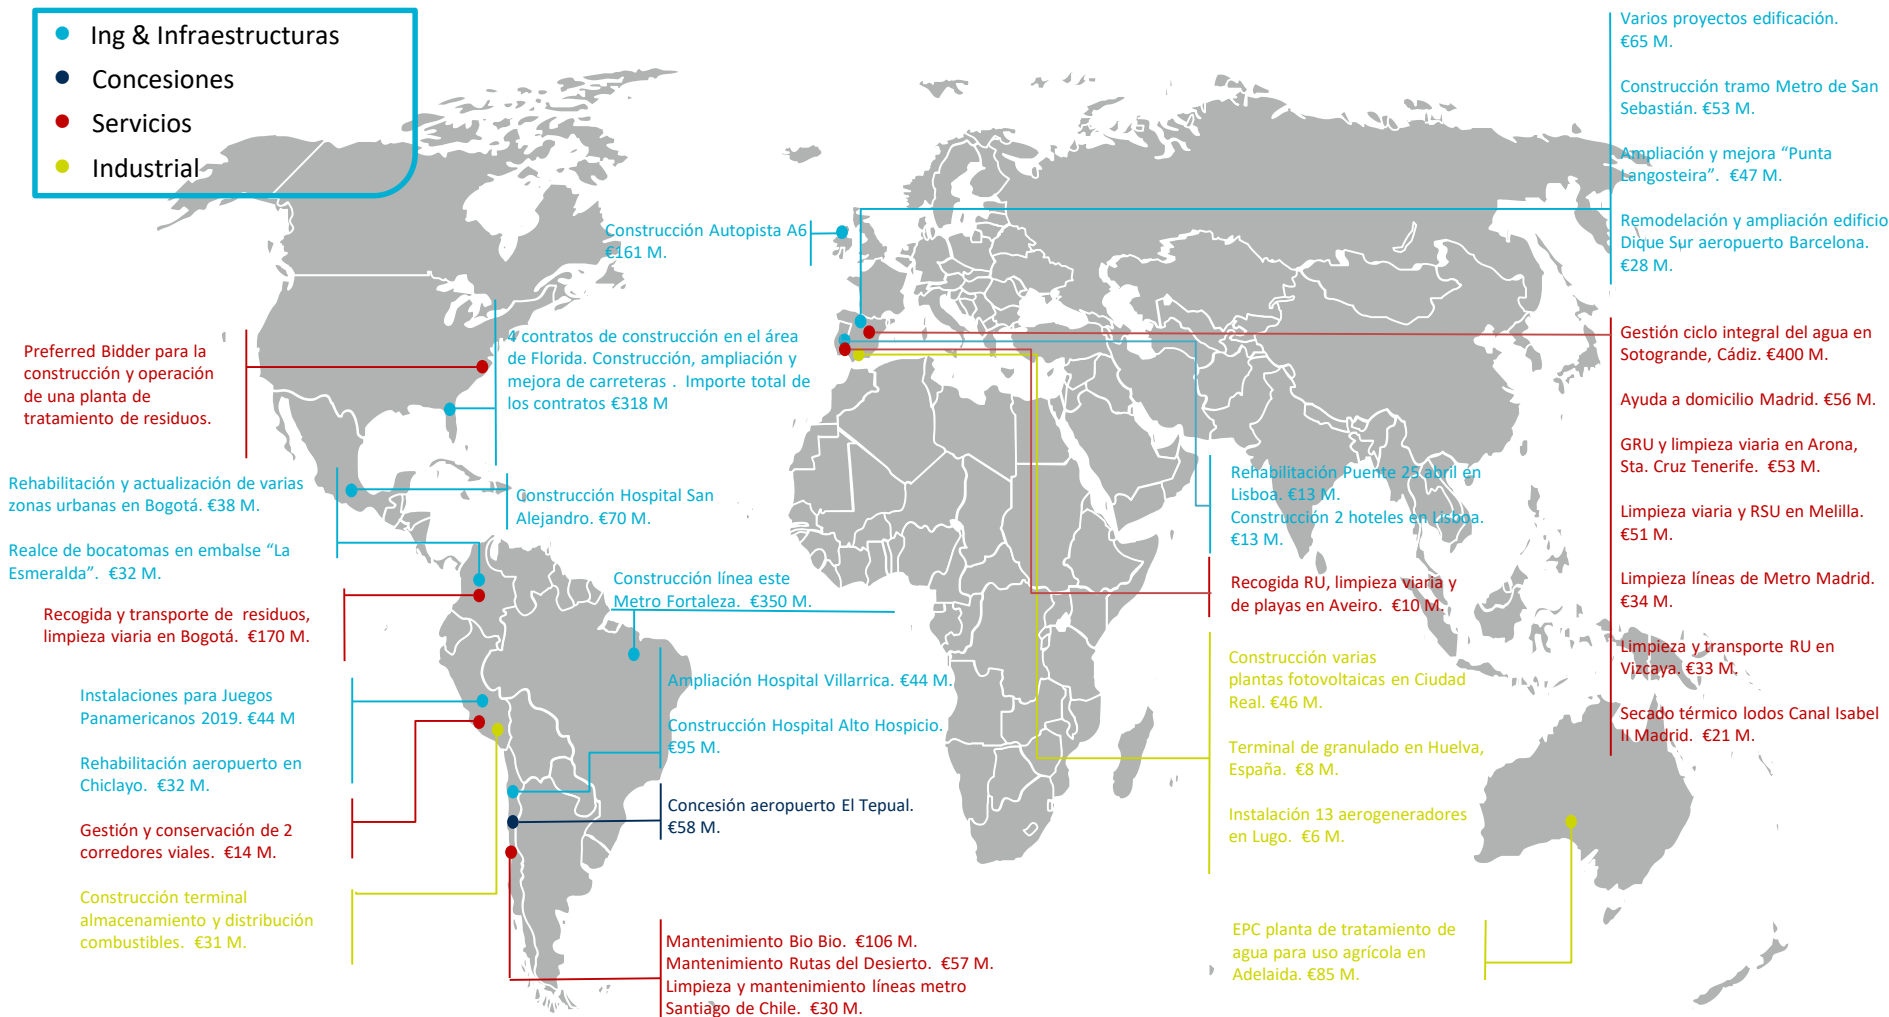 Ing & Infraestructuras
Concesiones
Servicios
Industrial
Varios proyectos edificación.
€65 M.
Construcción tramo Metro de San
Sebastián. €53 M.
Ampliación y mejora “Punta
Langosteira”. €47 M.
Remodelación y ampliación edificio
Dique Sur aeropuerto Barcelona.
€28 M.
Construcción Autopista A6
€161 M.
4 contratos de construcción en el área
de Florida. Construcción, ampliación y
mejora de carreteras . Importe total de
los contratos €318 M
Preferred Bidder para la
construcción y operación
de una planta de
tratamiento de residuos.
Gestión ciclo integral del agua en
Sotogrande, Cádiz. €400 M.
Ayuda a domicilio Madrid. €56 M.
GRU y limpieza viaria en Arona,
Sta. Cruz Tenerife. €53 M.
Limpieza viaria y RSU en Melilla.
€51 M.
Limpieza líneas de Metro Madrid.
€34 M.
Limpieza y transporte RU en
Vizcaya. €33 M.
Secado térmico lodos Canal Isabel
II Madrid. €21 M.
Rehabilitación y actualización de varias
zonas urbanas en Bogotá. €38 M.
Realce de bocatomas en embalse “La
Esmeralda”. €32 M.
Construcción Hospital San
Alejandro. €70 M.
Rehabilitación Puente 25 abril en
Lisboa. €13 M.
Construcción 2 hoteles en Lisboa.
€13 M.
Recogida RU, limpieza viaria y
de playas en Aveiro. €10 M.
Construcción línea este
Metro Fortaleza. €350 M.
Recogida y transporte de residuos,
limpieza viaria en Bogotá. €170 M.
Construcción varias
plantas fotovoltaicas en Ciudad
Real. €46 M.
Terminal de granulado en Huelva,
España. €8 M.
Instalación 13 aerogeneradores
en Lugo. €6 M.
Ampliación Hospital Villarrica. €44 M.
Construcción Hospital Alto Hospicio.
€95 M.
Instalaciones para Juegos
Panamericanos 2019. €44 M
Rehabilitación aeropuerto en
Chiclayo. €32 M.
Concesión aeropuerto El Tepual.
€58 M.
Gestión y conservación de 2
corredores viales. €14 M.
Construcción terminal
almacenamiento y distribución
combustibles. €31 M.
Mantenimiento Bio Bio. €106 M.
Mantenimiento Rutas del Desierto. €57 M.
Limpieza y mantenimiento líneas metro
Santiago de Chile. €30 M.
EPC planta de tratamiento de
agua para uso agrícola en
Adelaida. €85 M.